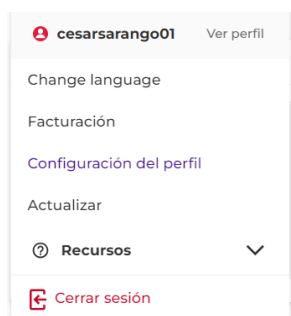 cesarsarango01 Ver perfil
Change language
Facturación
Configuración del perfil
Actualizar
Recursos
Cerrar sesión